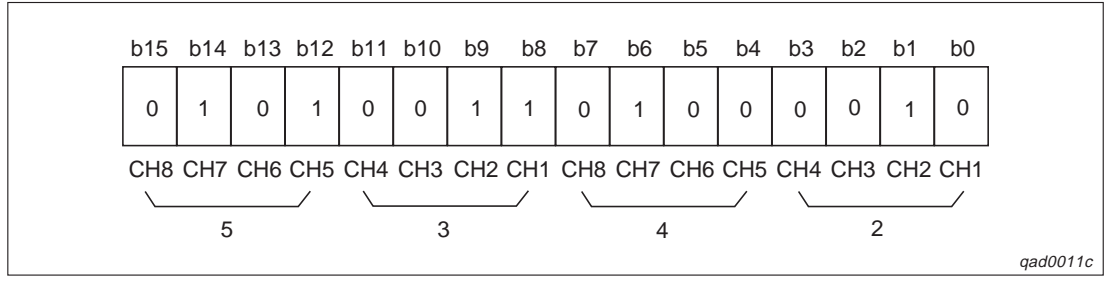 b15 b14 b13 b12 b11 b10 b9 b8 b7 b6 b5 b4 b3 b2 b1 b0
0 1 0 1 0 0 1 1 0 1 0 0 0 0 1 0
CH8 CH7 CH6 CH5 CH4 CH3 CH2 CH1 CH8 CH7 CH6 CH5 CH4 CH3 CH2 CH1
5 3 4 2
qad0011c